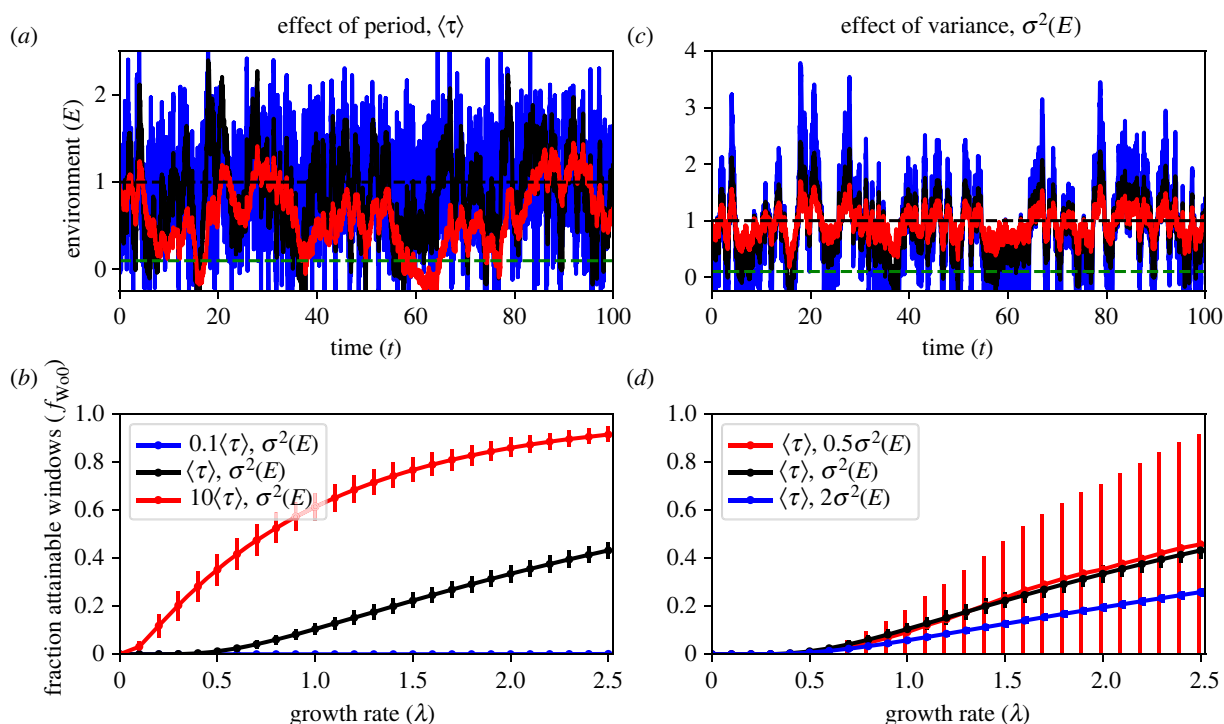 (a)
effect of period, ⟨τ⟩
environment (E)
2
1
0
0 20 40 60 80 100
time (t)
(c)
effect of variance, σ²(E)
4
3
2
1
0
0 20 40 60 80 100
time (t)
(b)
fraction attainable windows (f_Wo0)
1.0
0.8
0.6
0.4
0.2
0
0.1⟨τ⟩, σ²(E)
⟨τ⟩, σ²(E)
10⟨τ⟩, σ²(E)
0 0.5 1.0 1.5 2.0 2.5
growth rate (λ)
(d)
1.0
0.8
0.6
0.4
0.2
0
⟨τ⟩, 0.5σ²(E)
⟨τ⟩, σ²(E)
⟨τ⟩, 2σ²(E)
0 0.5 1.0 1.5 2.0 2.5
growth rate (λ)